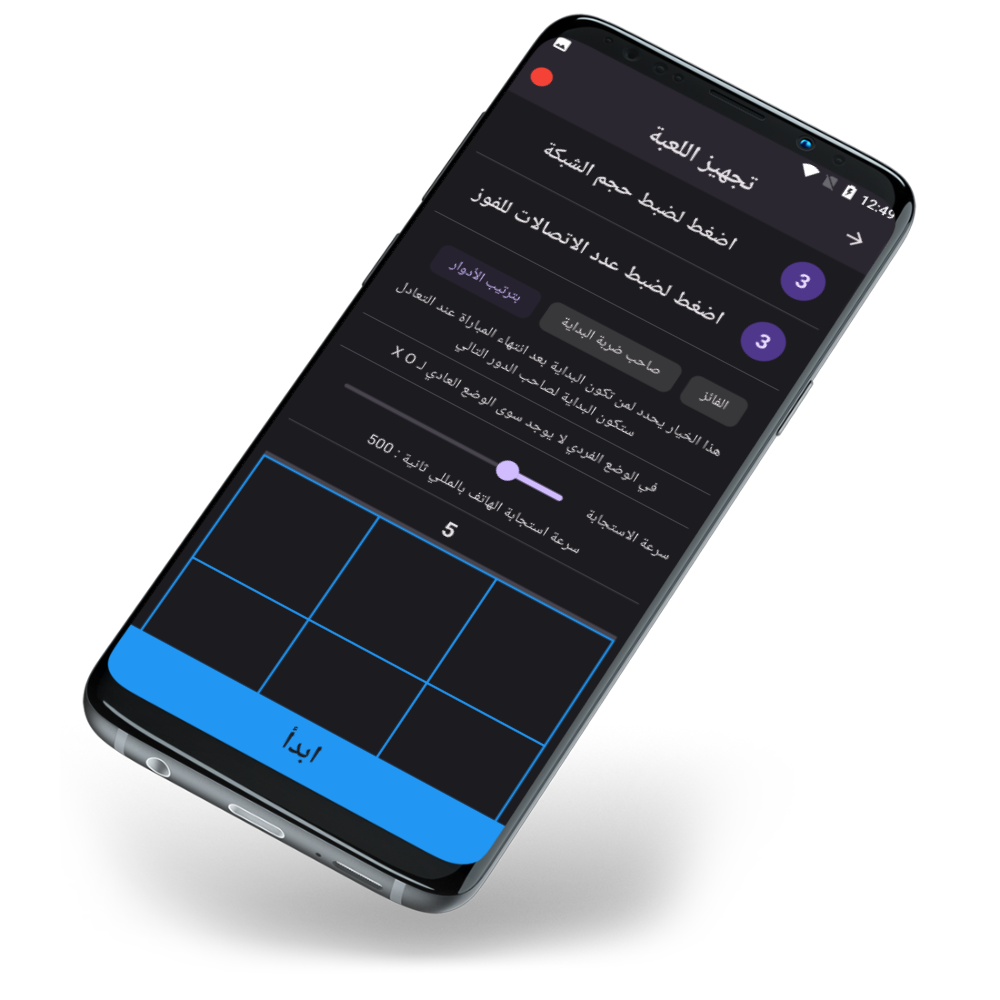 12:49
تجهيز اللعبة
اضغط لضبط حجم الشبكة
3
اضغط لضبط عدد الاتصالات للفوز
3
الفائز صاحب ضربة البداية بترتيب الأدوار
هذا الخيار يحدد لمن تكون البداية بعد انتهاء المباراة عند التعادل
ستكون البداية لصاحب الدور التالي
في الوضع الفردي لا يوجد سوى الوضع العادي لـ X O
سرعة الاستجابة
سرعة استجابة الهاتف بالمللي ثانية : 500
5
ابدأ